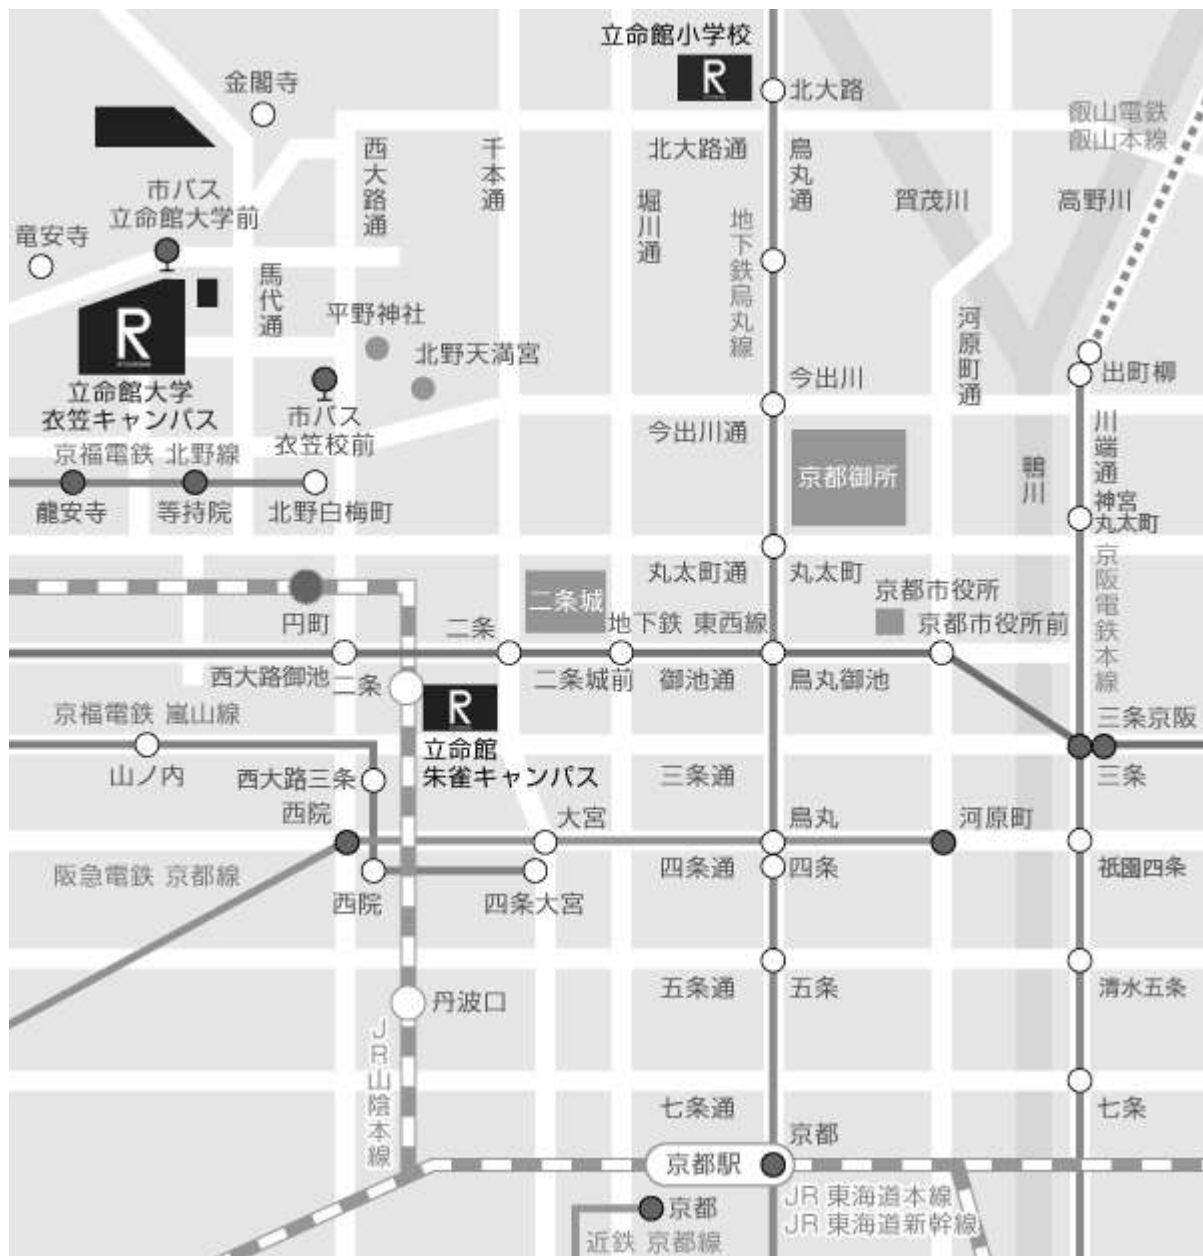 立命館小学校
R
金閣寺
北大路
叡山電鉄
叡山本線
西大路通
千本通
北大路通
烏丸通
市バス
立命館大学前
堀川通
賀茂川
高野川
竜安寺
地下鉄烏丸線
馬代通
R
平野神社
河原町通
北野天満宮
今出川
出町柳
立命館大学
衣笠キャンパス
市バス
衣笠校前
今出川通
川端通
京福電鉄 北野線
京都御所
鴨川
龍安寺
等持院
北野白梅町
神宮
丸太町
京阪電鉄本線
丸太町通
丸太町
京都市役所
二条城
円町
二条
地下鉄 東西線
京都市役所前
西大路御池
二条
二条城前
御池通
烏丸御池
R
京福電鉄 嵐山線
三条京阪
立命館
朱雀キャンパス
山ノ内
西大路三条
三条通
三条
西院
大宮
烏丸
河原町
阪急電鉄 京都線
四条通
四条
祇園四条
西院
四条大宮
五条通
五条
清水五条
丹波口
JR山陰本線
七条通
七条
京都
京都駅
JR 東海道本線
JR 東海道新幹線
京都
近鉄 京都線